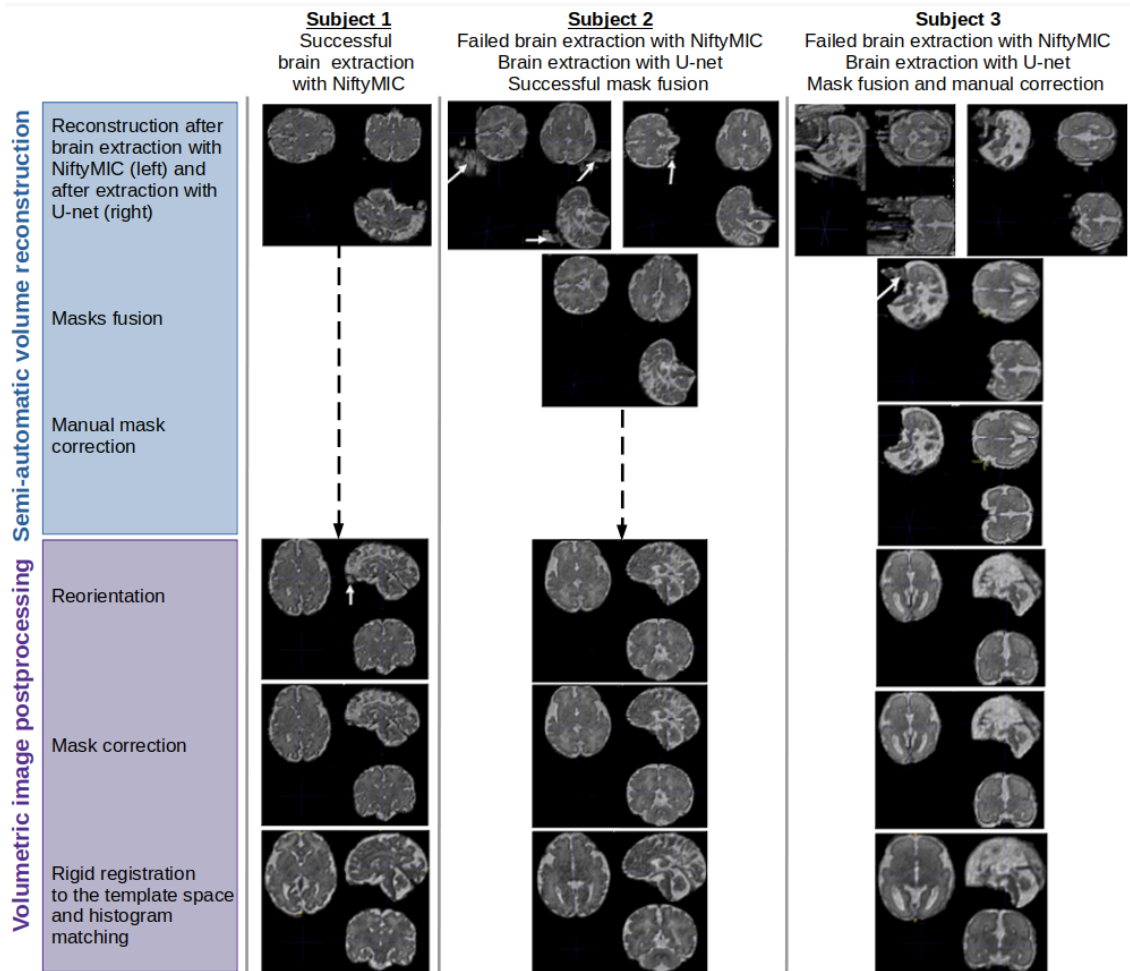 Subject 1
Successful
brain extraction
with NiftyMIC
Subject 2
Failed brain extraction with NiftyMIC
Brain extraction with U-net
Successful mask fusion
Subject 3
Failed brain extraction with NiftyMIC
Brain extraction with U-net
Mask fusion and manual correction
Semi-automatic volume reconstruction
Reconstruction after
brain extraction with
NiftyMIC (left) and
after extraction with
U-net (right)
Masks fusion
Manual mask
correction
Volumetric image postprocessing
Reorientation
Mask correction
Rigid registration
to the template space
and histogram
matching